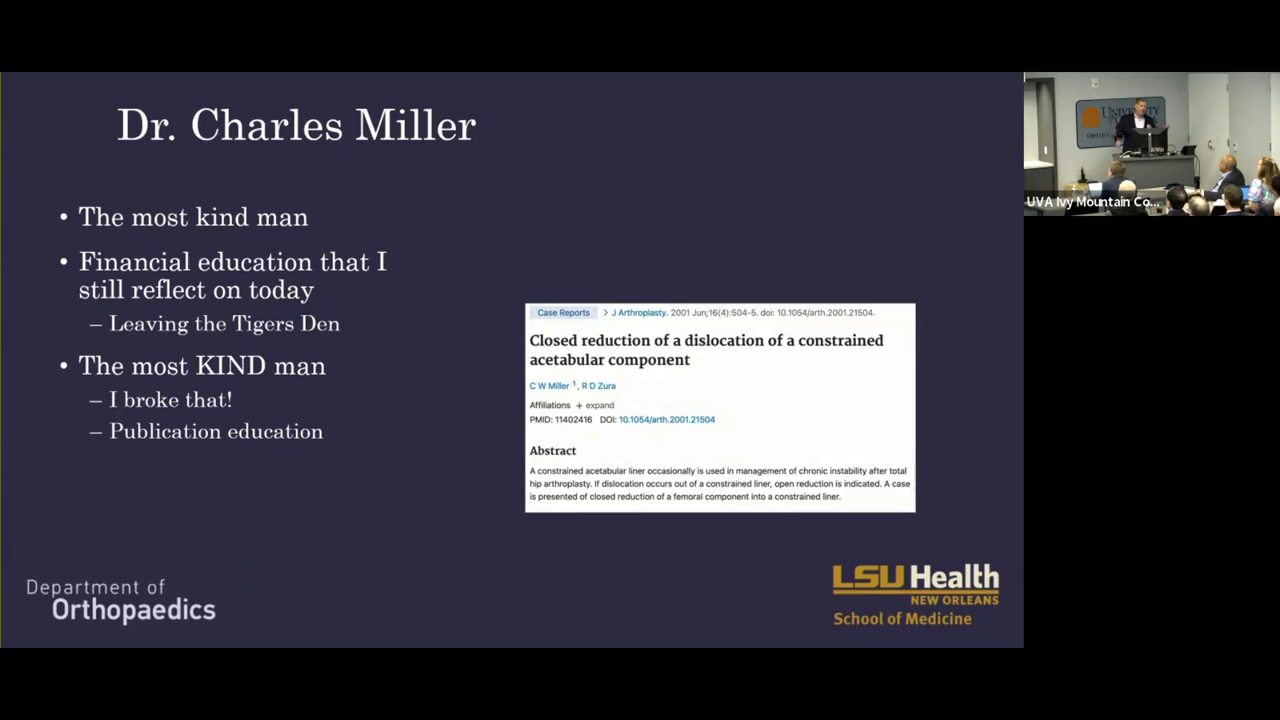 Dr. Charles Miller
• The most kind man
• Financial education that I
still reflect on today
– Leaving the Tigers Den
• The most KIND man
– I broke that!
– Publication education
Case Reports > J Arthroplasty. 2001 Jun;16(4):504-5. doi: 10.1054/arth.2001.21504.
Closed reduction of a dislocation of a constrained
acetabular component
C W Miller 1, R D Zura
Affiliations + expand
PMID: 11402416 DOI: 10.1054/arth.2001.21504
Abstract
A constrained acetabular liner occasionally is used in management of chronic instability after total
hip arthroplasty. If dislocation occurs out of a constrained liner, open reduction is indicated. A case
is presented of closed reduction of a femoral component into a constrained liner.
Department of
Orthopaedics
LSU Health
NEW ORLEANS
School of Medicine
UNIVERSITY
UVA Ivy Mountain Co...